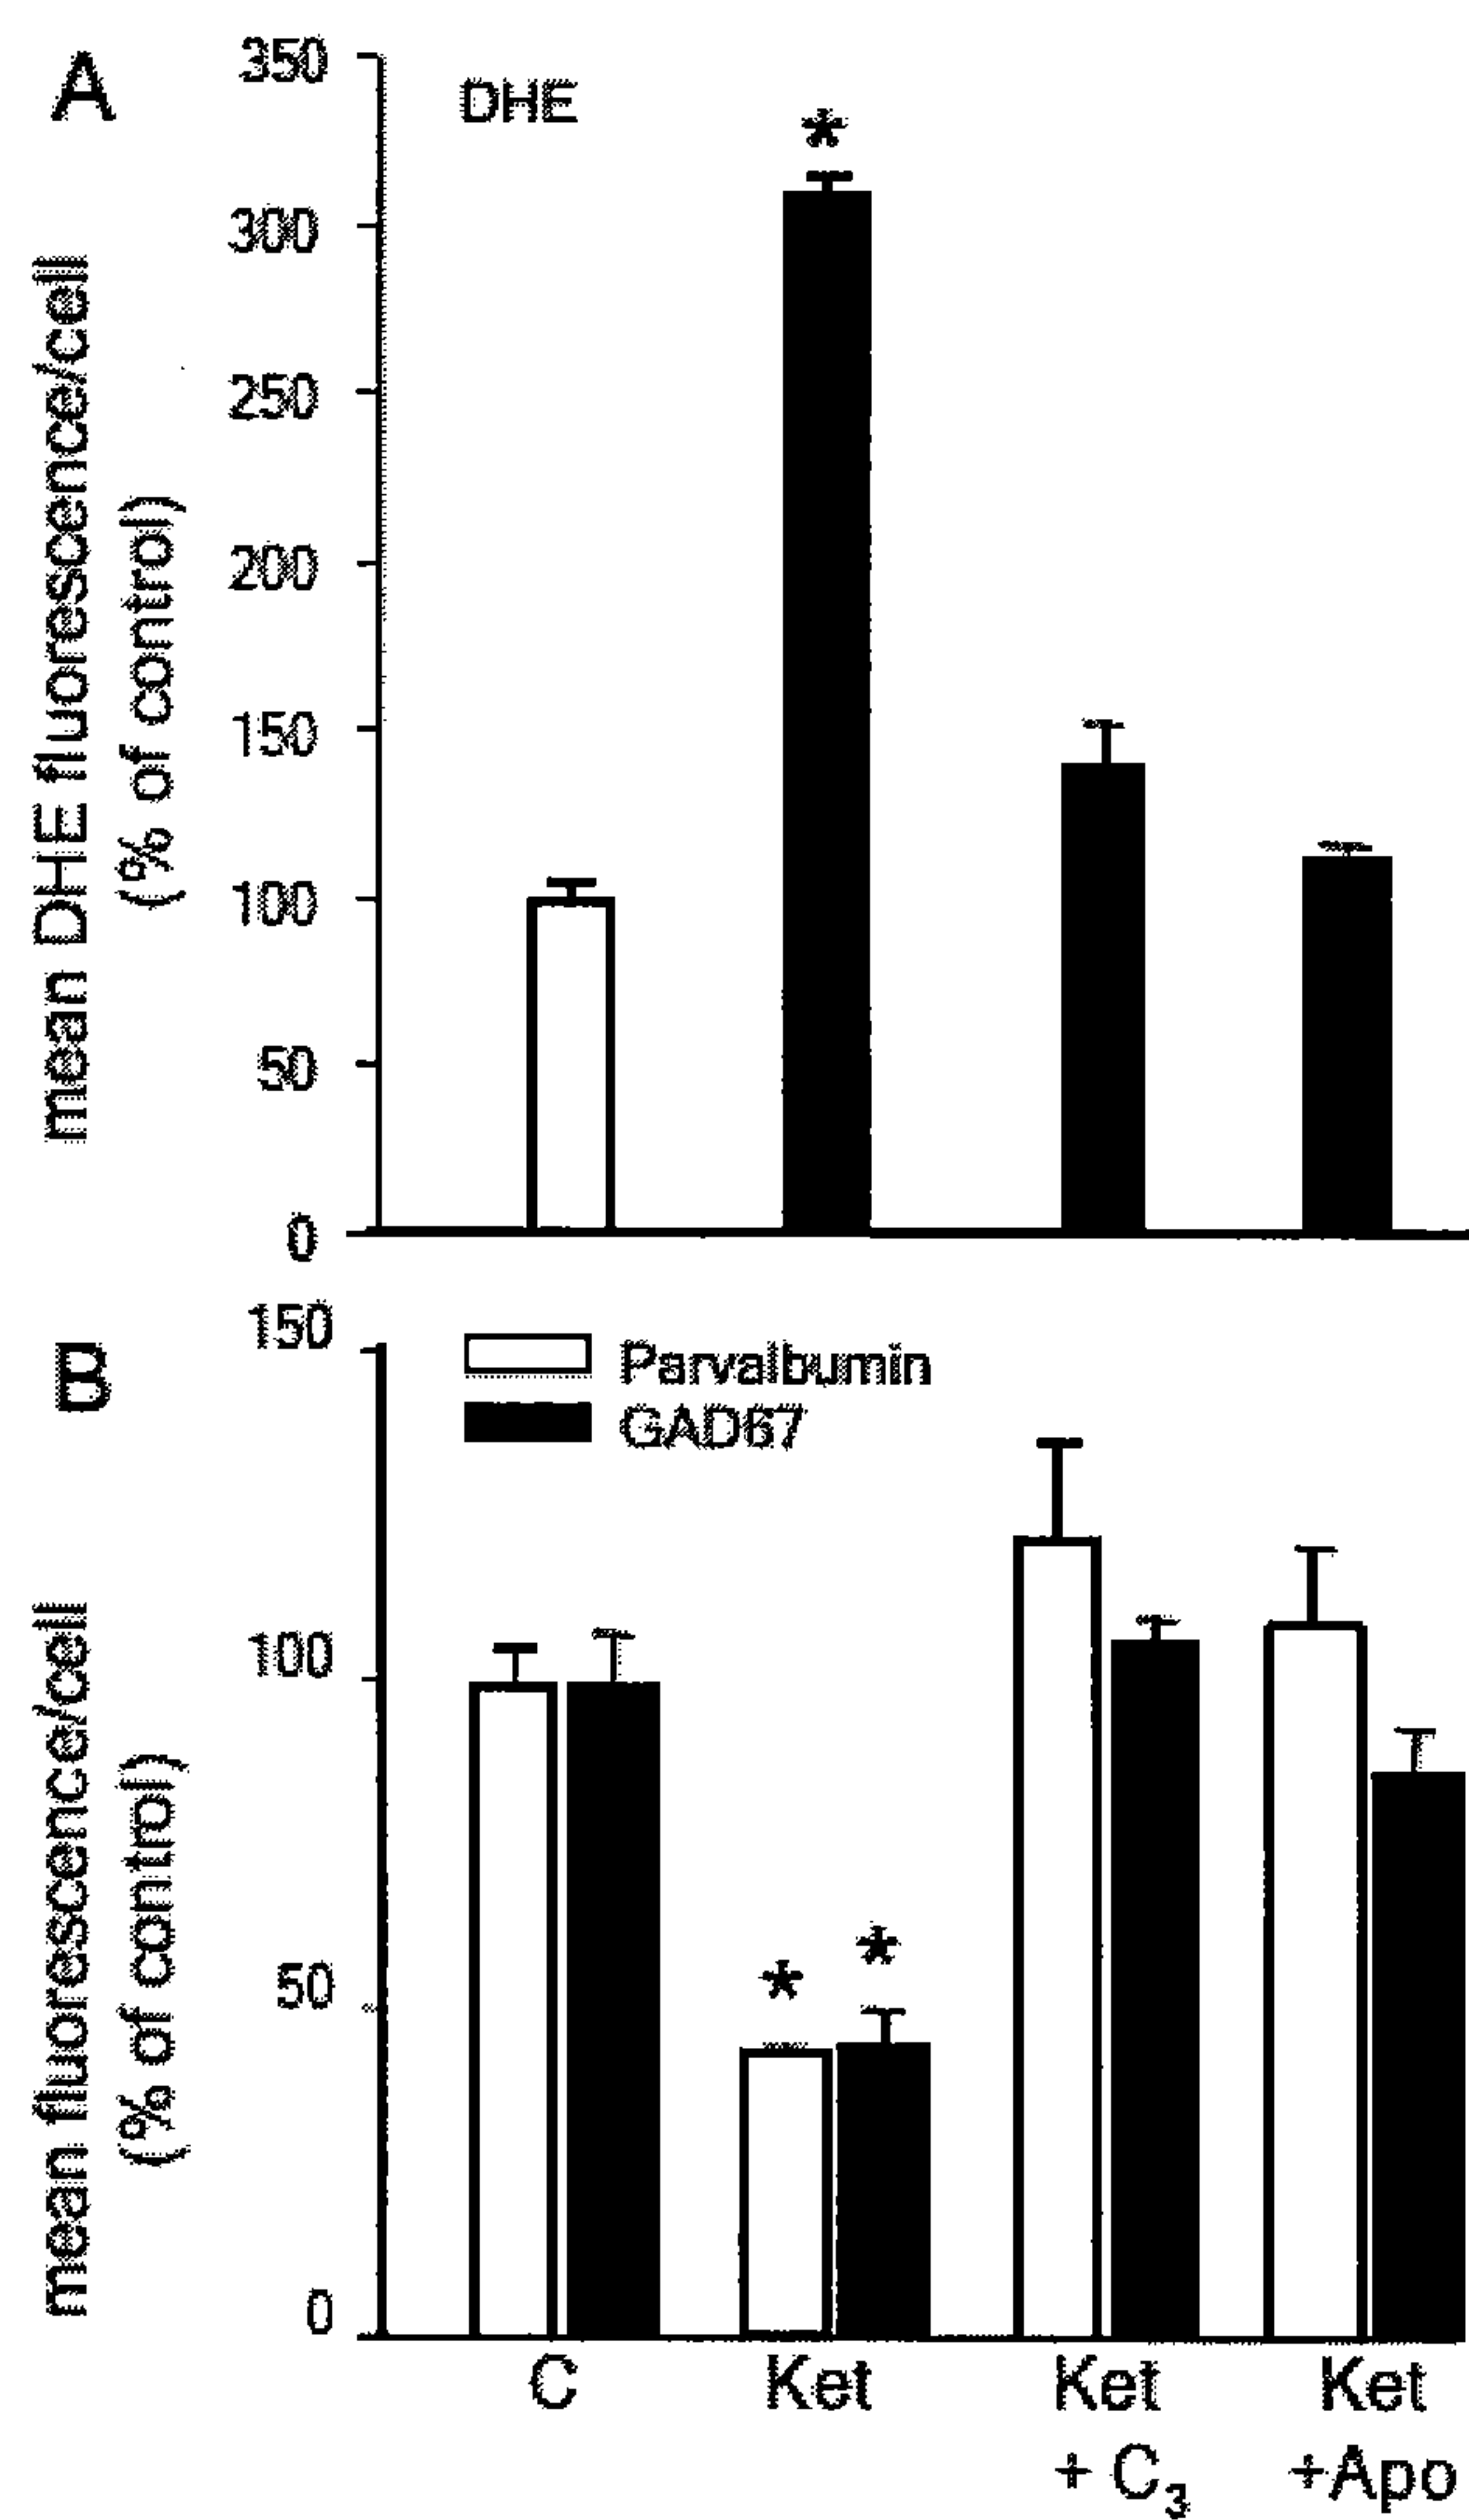 A
DHE
350
300
250
200
150
100
50
0
mean DHE fluorescence/cell
(% of control)
B
Parvalbumin
GAD67
150
100
50
0
mean fluorescence/cell
(% of control)
C Ket Ket Ket
+ C3 +Apo